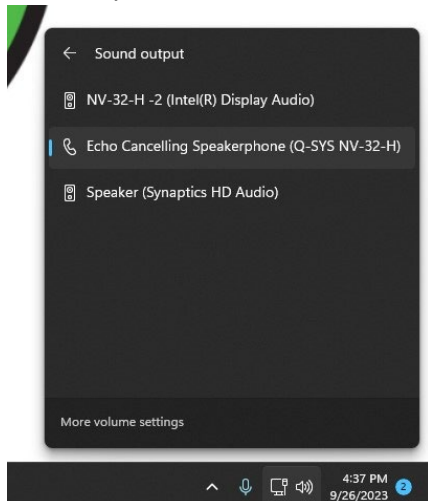 Sound output
NV-32-H -2 (Intel(R) Display Audio)
Echo Cancelling Speakerphone (Q-SYS NV-32-H)
Speaker (Synaptics HD Audio)
More volume settings
4:37 PM
9/26/2023
2